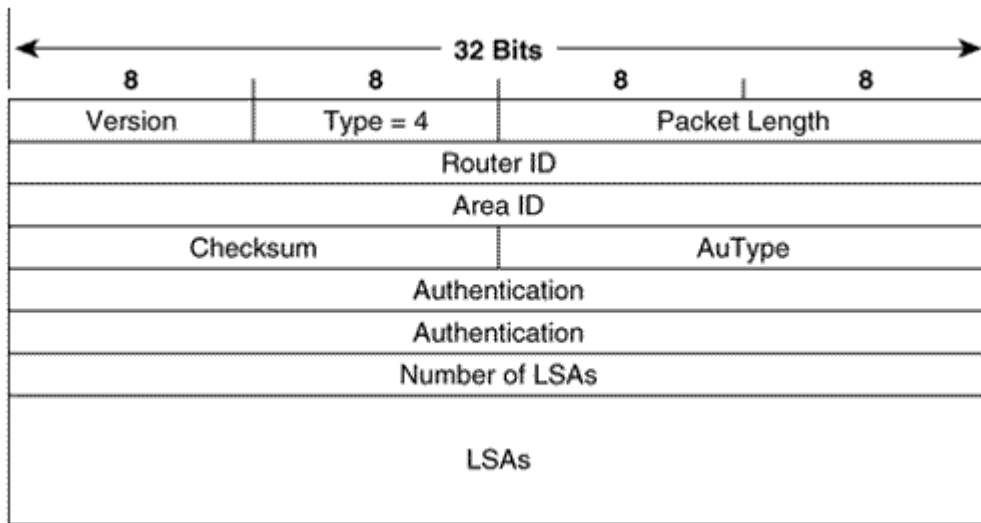 32 Bits
8 8 8 8
Version Type = 4 Packet Length
Router ID
Area ID
Checksum AuType
Authentication
Authentication
Number of LSAs
LSAs